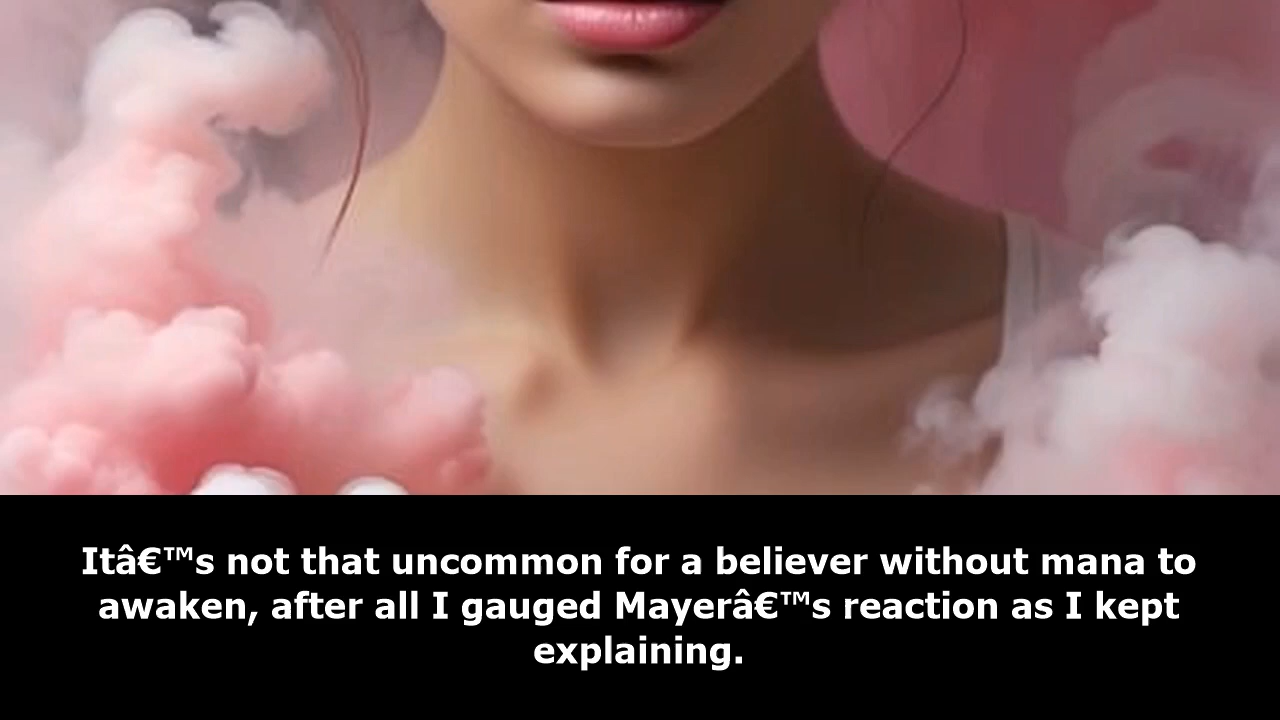 Itâ€™s not that uncommon for a believer without mana to
awaken, after all I gauged Mayerâ€™s reaction as I kept
explaining.